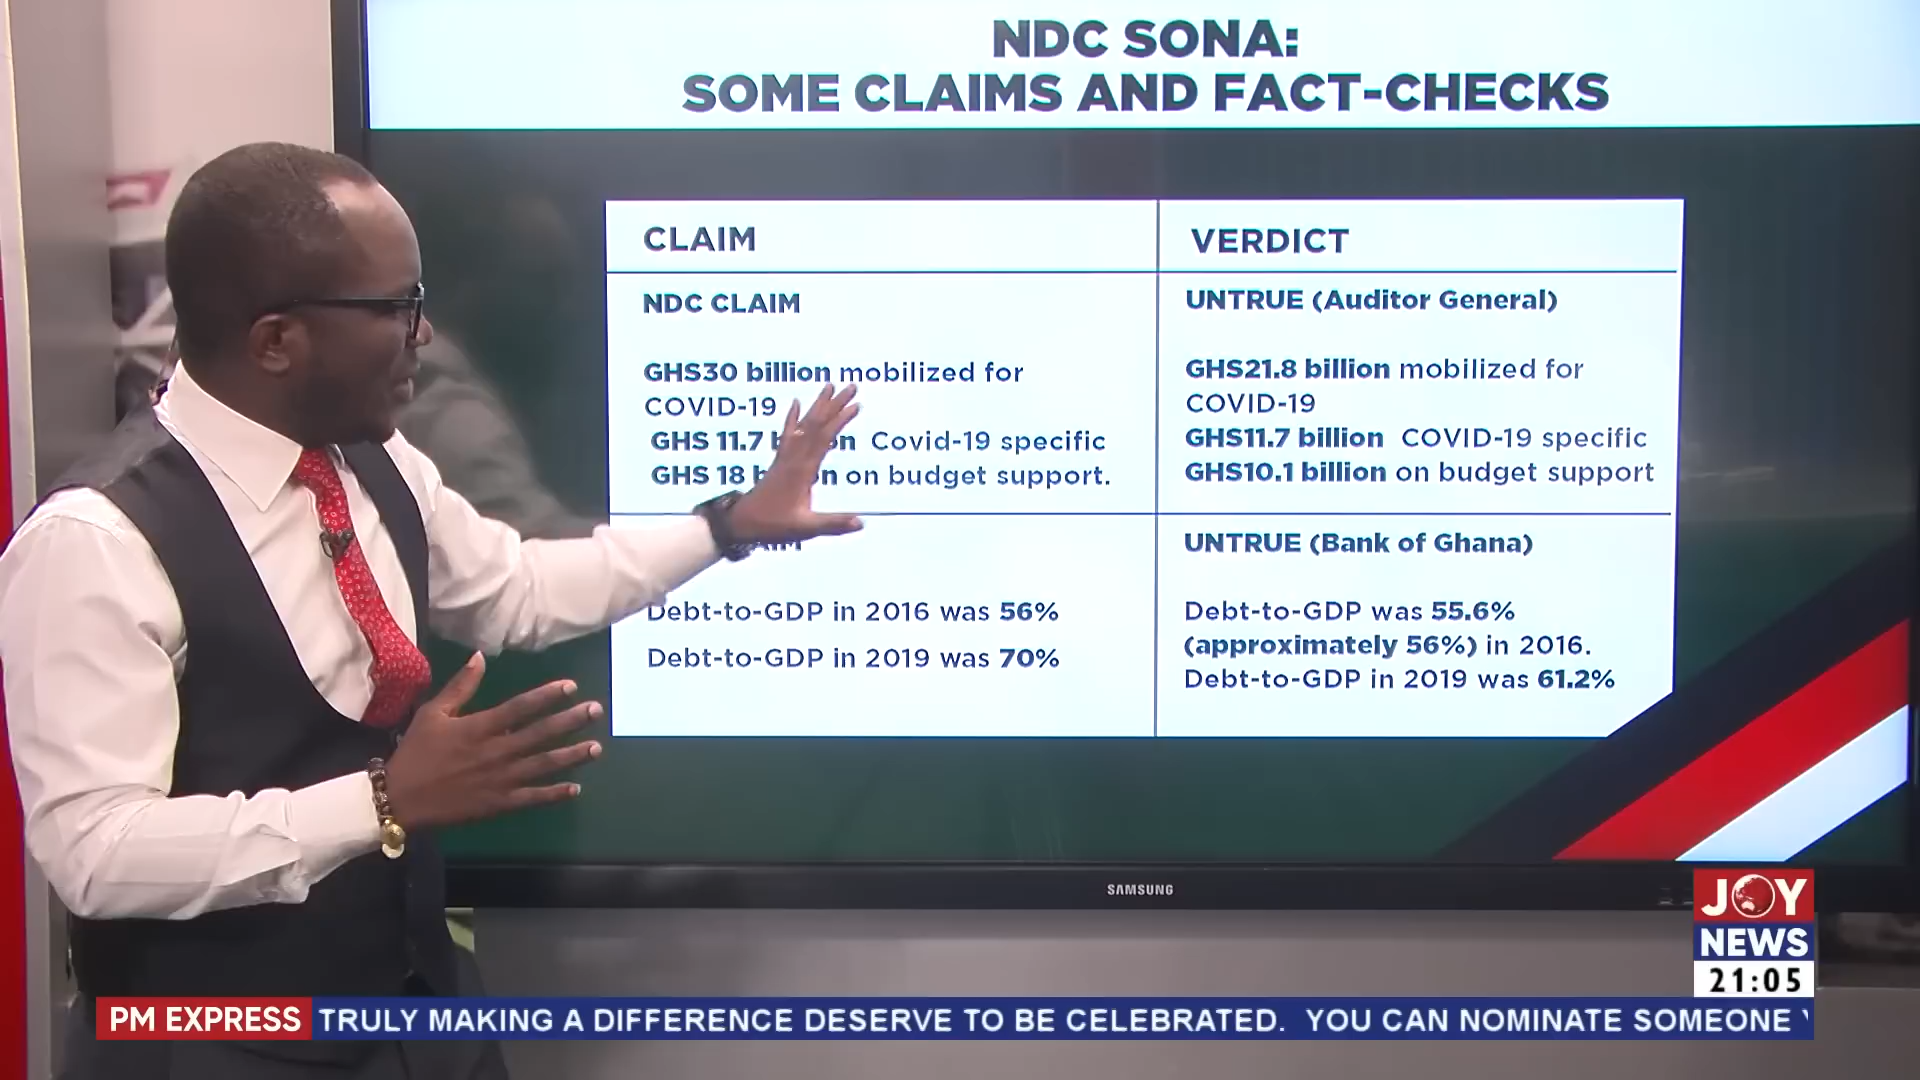 NDC SONA:
SOME CLAIMS AND FACT-CHECKS
CLAIM
VERDICT
NDC CLAIM
GHS30 billion mobilized for
COVID-19
GHS 11.7 Covid-19 specific
GHS 18 on budget support.
UNTRUE (Auditor General)
GHS21.8 billion mobilized for
COVID-19
GHS11.7 billion COVID-19 specific
GHS10.1 billion on budget support
Debt-to-GDP in 2016 was 56%
Debt-to-GDP in 2019 was 70%
UNTRUE (Bank of Ghana)
Debt-to-GDP was 55.6%
(approximately 56%) in 2016.
Debt-to-GDP in 2019 was 61.2%
SAMSUNG
JOY
NEWS
21:05
PM EXPRESS
TRULY MAKING A DIFFERENCE DESERVE TO BE CELEBRATED. YOU CAN NOMINATE SOMEONE